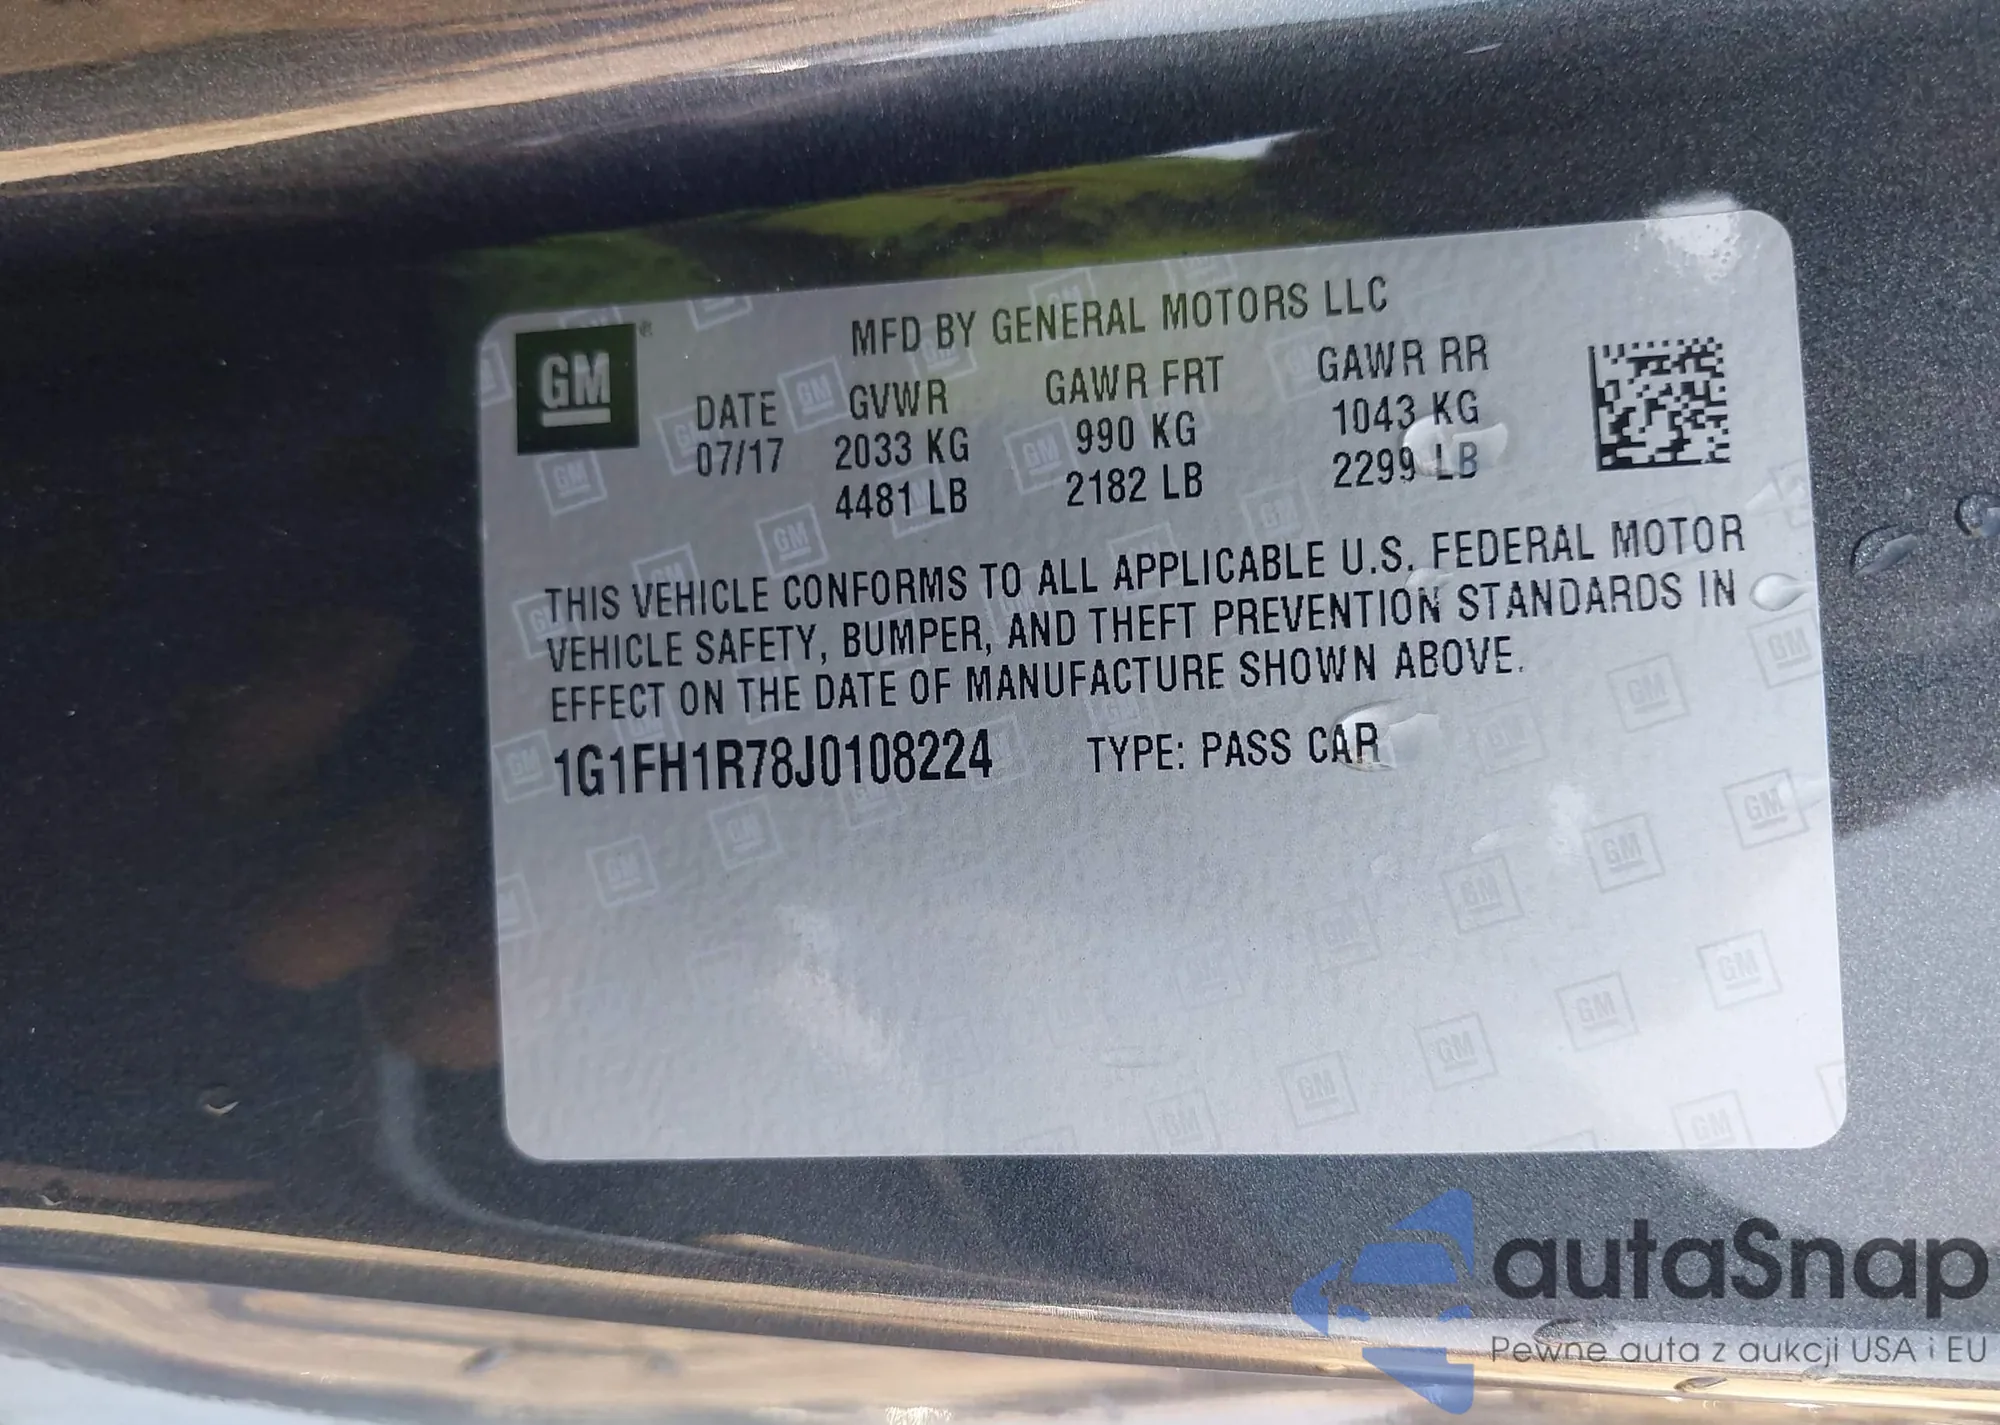 GM®
MFD BY GENERAL MOTORS LLC
DATE GVWR GAWR FRT GAWR RR
07/17 2033 KG 990 KG 1043 KG
4481 LB 2182 LB 2299 LB
THIS VEHICLE CONFORMS TO ALL APPLICABLE U.S. FEDERAL MOTOR
VEHICLE SAFETY, BUMPER, AND THEFT PREVENTION STANDARDS IN
EFFECT ON THE DATE OF MANUFACTURE SHOWN ABOVE.
1G1FH1R78J0108224 TYPE: PASS CAR
autaSnap
Pewne auta z aukcji USA i EU